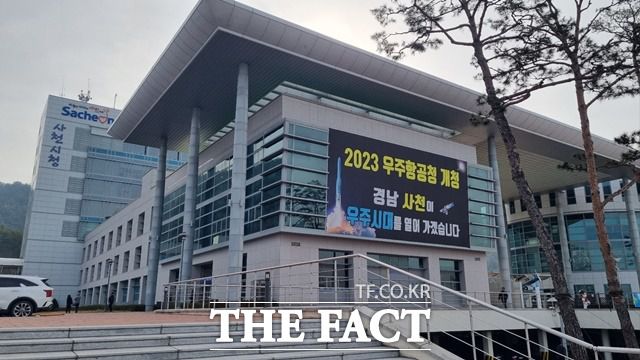 Sacheon
사천시청
2023 우주항공청 개청
경남 사천이
우주시대를 열어 가겠습니다
TF.CO.KR
THE FACT